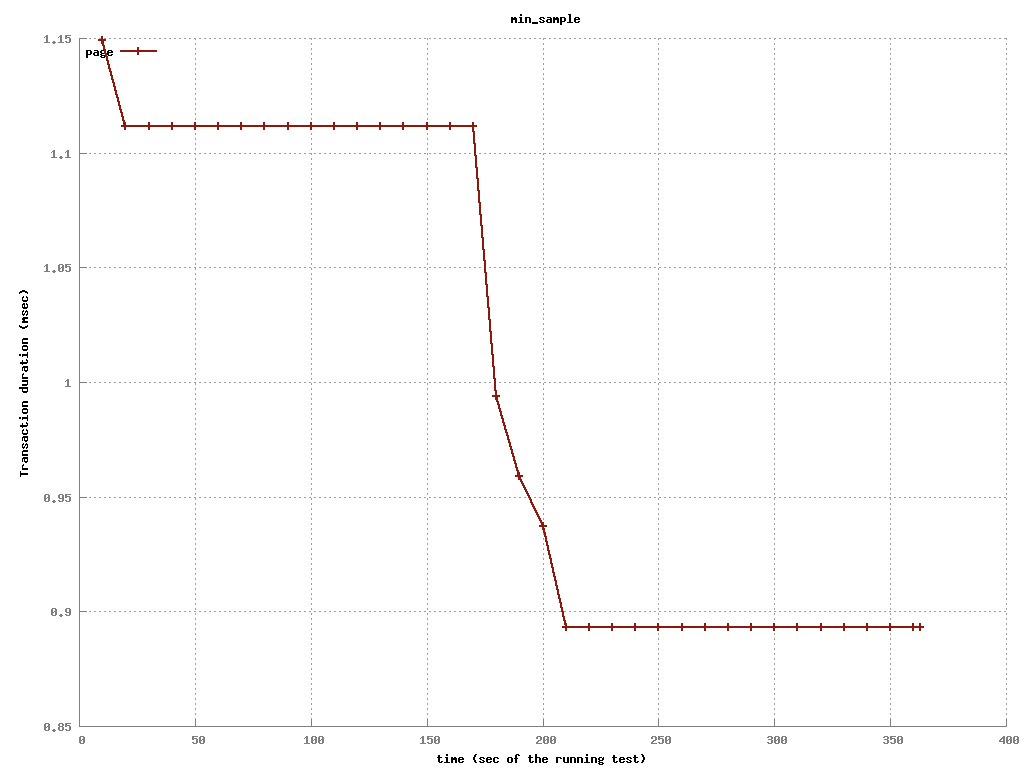 min_sample
1.15
page
1.1
1.05
1
0.95
0.9
0.85
Transaction duration (msec)
0 50 100 150 200 250 300 350 400
time (sec of the running test)